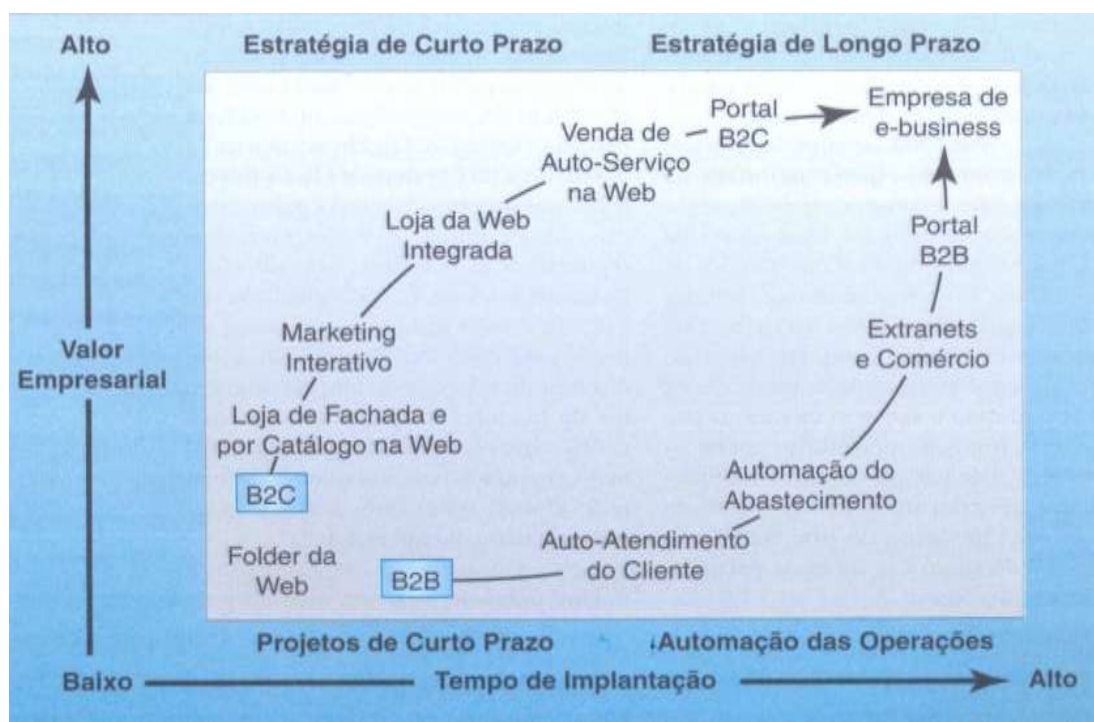 Alto
Estratégia de Curto Prazo
Estratégia de Longo Prazo
Portal
B2C
Empresa de
e-business
Venda de
Auto-Serviço
na Web
Loja da Web
Integrada
Portal
B2B
Marketing
Interativo
Extranets
e Comércio
Valor
Empresarial
Loja de Fachada e
por Catálogo na Web
B2C
Automação do
Abastecimento
Folder da
Web
B2B
Auto-Atendimento
do Cliente
Projetos de Curto Prazo
Automação das Operações
Baixo
Tempo de Implantação
Alto